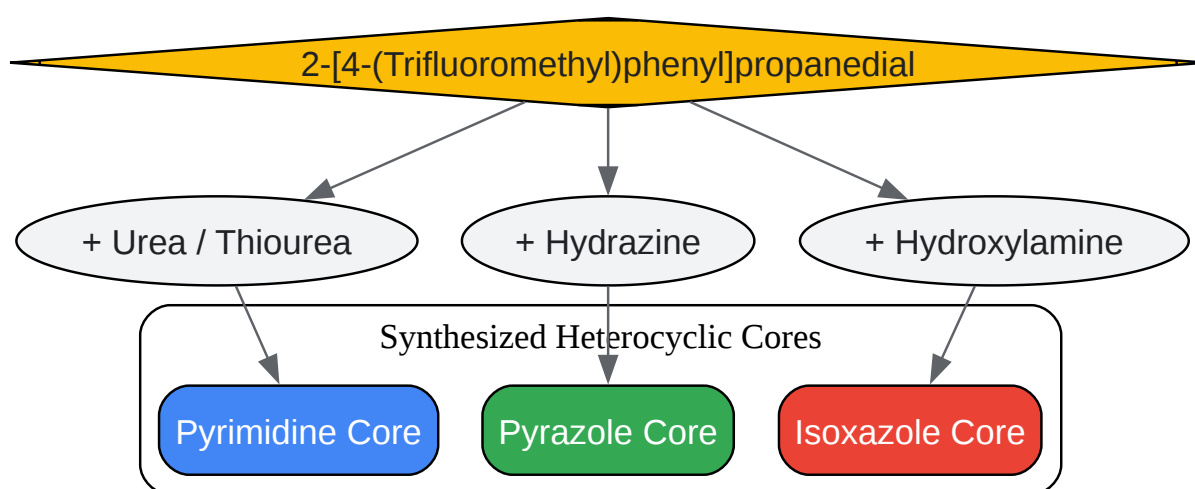 2-[4-(Trifluoromethyl)phenyl]propanedial
+ Urea / Thiourea
+ Hydrazine
+ Hydroxylamine
Synthesized Heterocyclic Cores
Pyrimidine Core
Pyrazole Core
Isoxazole Core